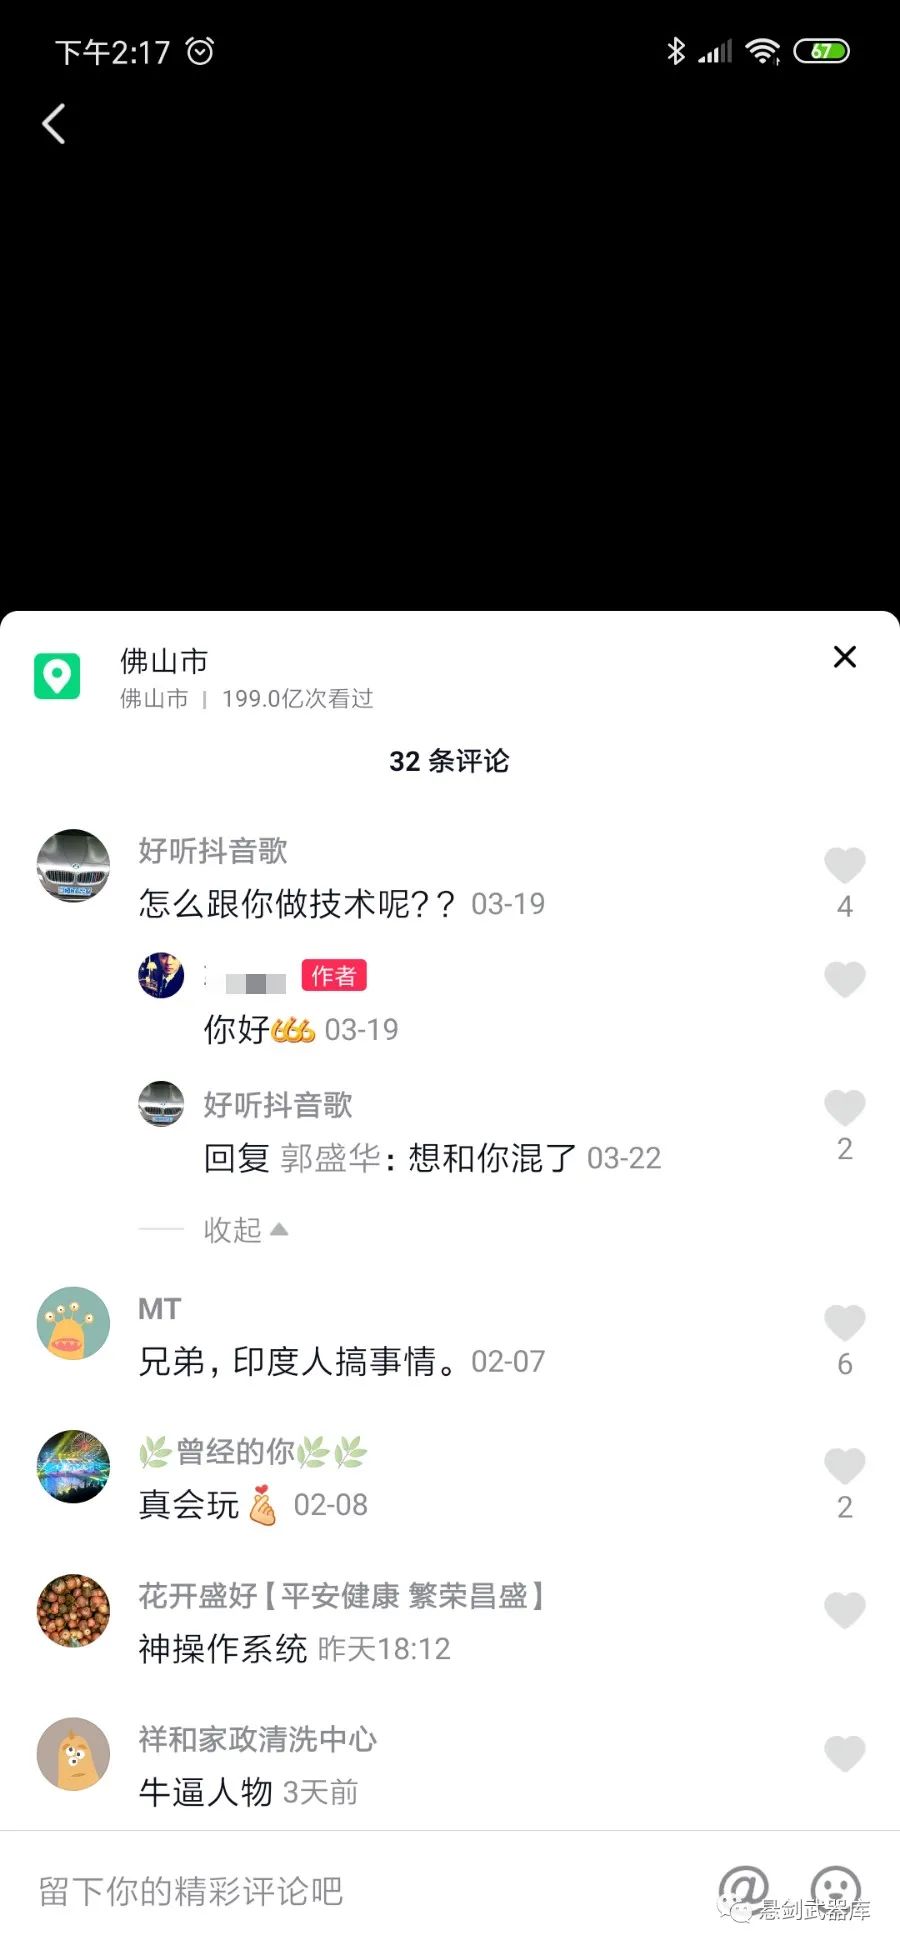 下午2:17
67
佛山市
佛山市 | 199.0亿次看过
32 条评论
好听抖音歌
怎么跟你做技术呢？？ 03-19
4
作者
你好666 03-19
好听抖音歌
回复 郭盛华：想和你混了 03-22
2
收起
MT
兄弟，印度人搞事情。 02-07
6
曾经的你
真会玩 02-08
2
花开盛好【平安健康 繁荣昌盛】
神操作系统 昨天18:12
祥和家政清洗中心
牛逼人物 3天前
留下你的精彩评论吧
@
悬剑武器库